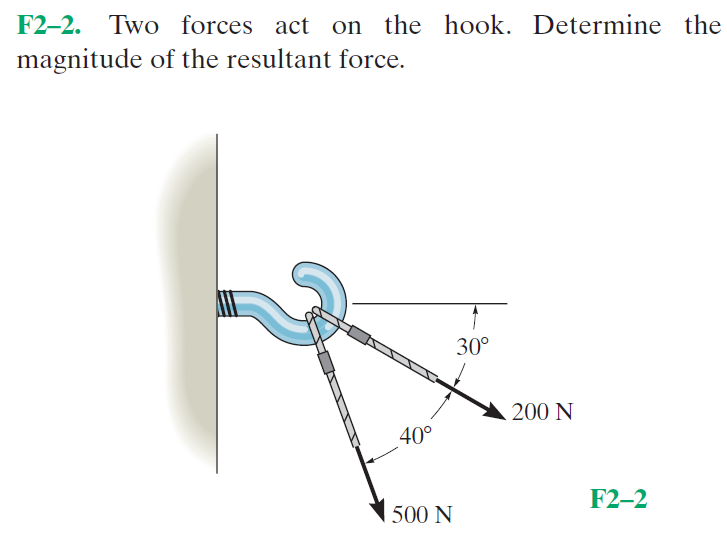 F2–2. Two forces act on the hook. Determine the
magnitude of the resultant force.
30°
200 N
40°
500 N
F2–2